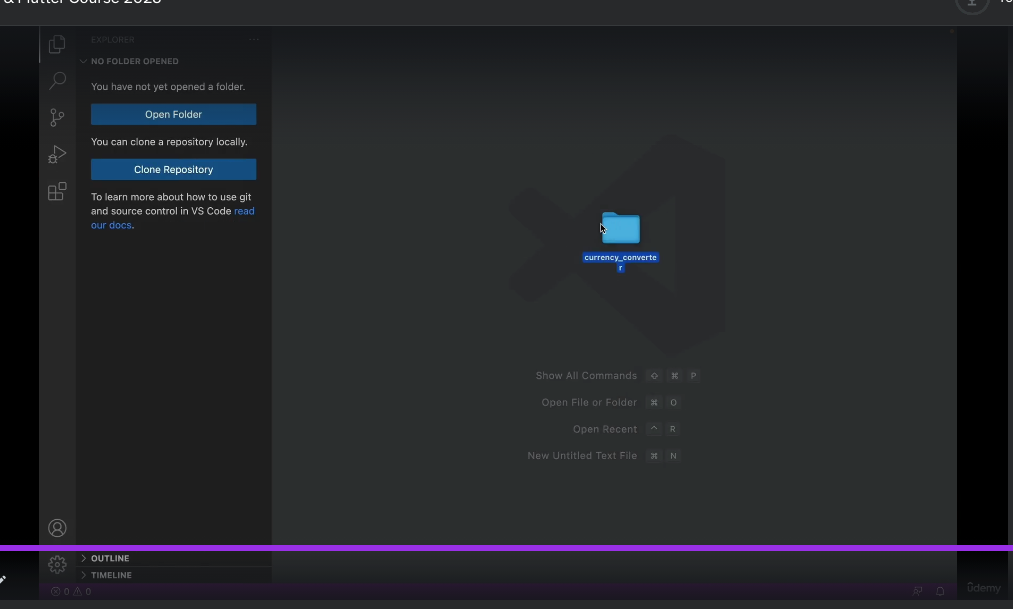 & Flutter Course 2023
EXPLORER
NO FOLDER OPENED
You have not yet opened a folder.
Open Folder
You can clone a repository locally.
Clone Repository
To learn more about how to use git
and source control in VS Code read
our docs.
currency_converte
r
Show All Commands ⇧ ⌘ P
Open File or Folder ⌘ O
Open Recent ^ R
New Untitled Text File ⌘ N
OUTLINE
TIMELINE
0 0
ûdemy